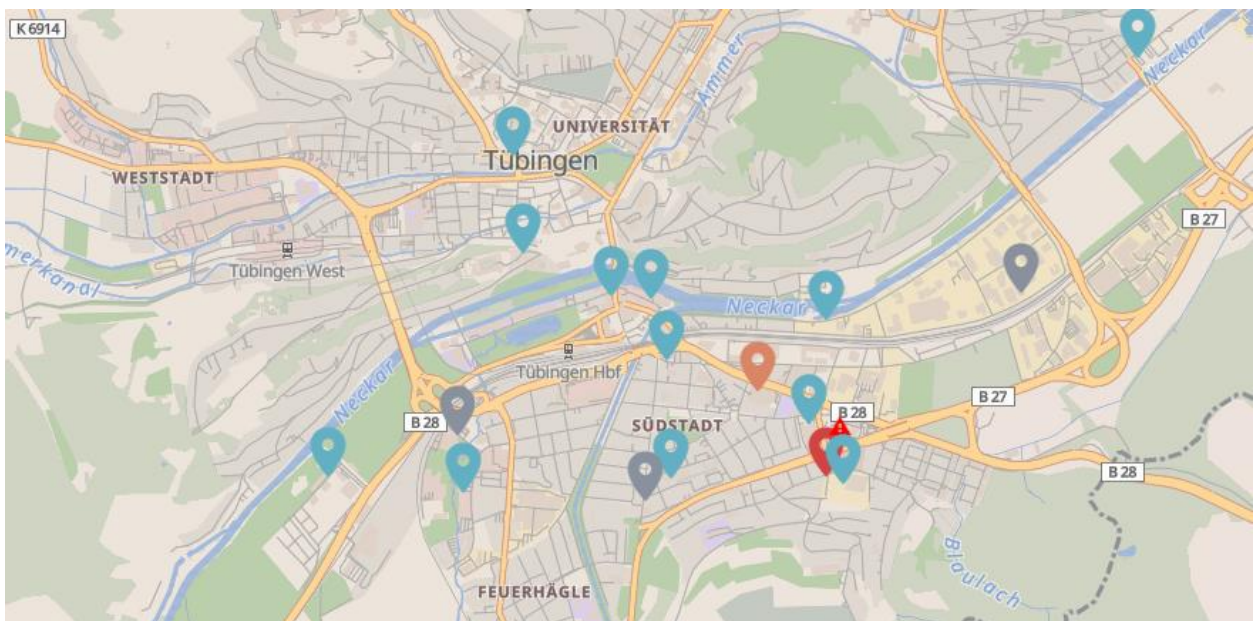 K 6914
Neckar
Ammer
UNIVERSITÄT
Tübingen
WESTSTADT
B 27
Tübingen West
merkanal
Neckar
Tübingen Hbf
Neckar
B 27
B 28
B 28
SÜDSTADT
B 28
Blaulach
FEUERHÄGLE